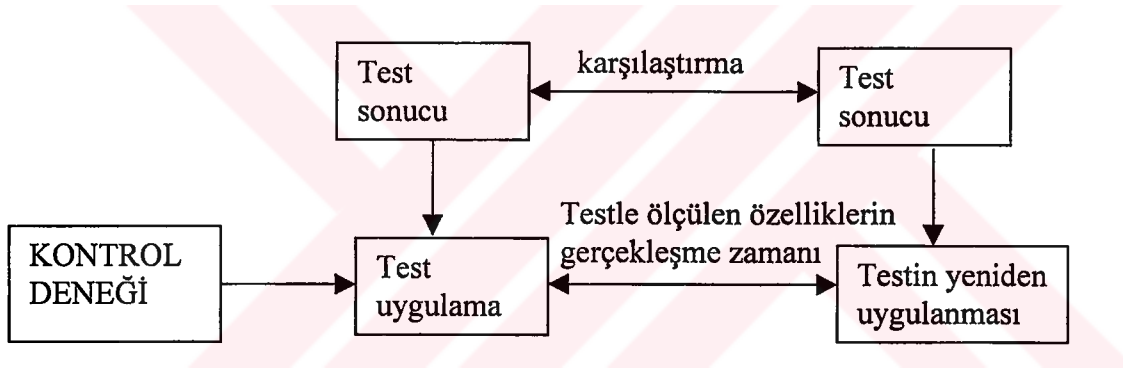 Test
sonucu
karşılaştırma
Test
sonucu
KONTROL
DENEĞİ
Test
uygulama
Testle ölçülen özelliklerin
gerçekleşme zamanı
Testin yeniden
uygulanması